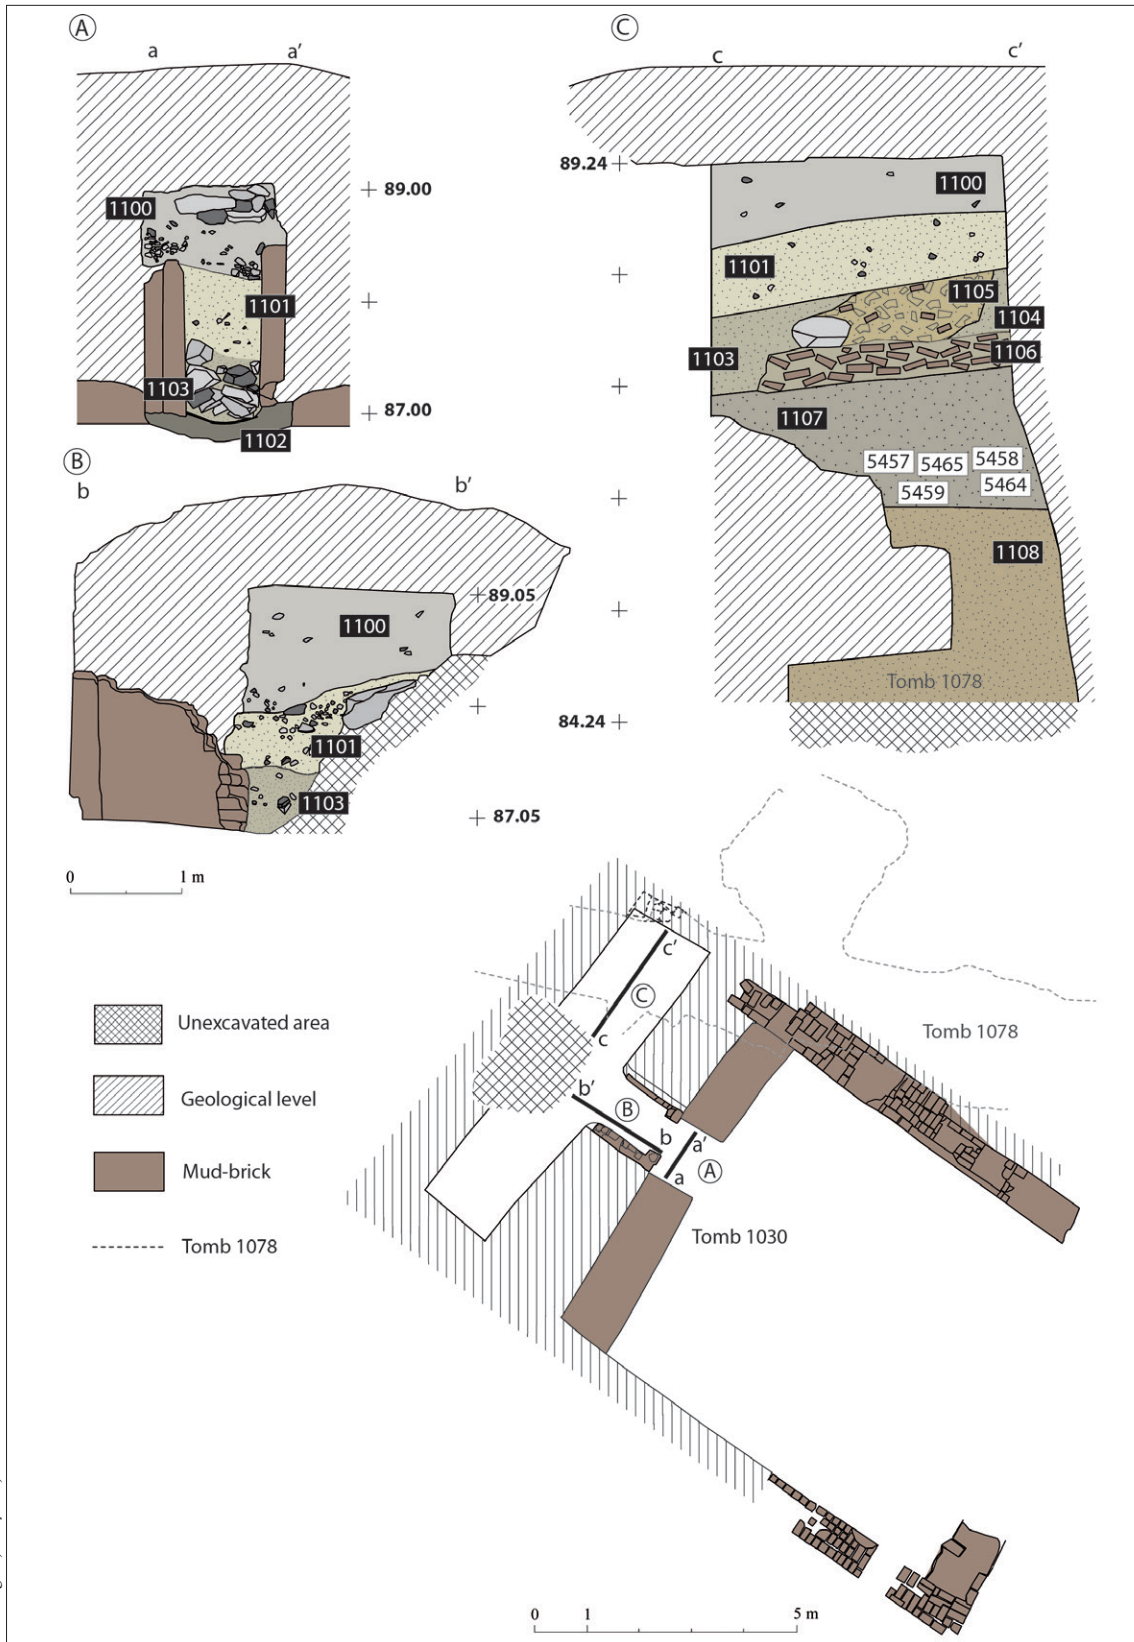 A
a a′
1100
89.00
1101
1103
87.00
1102
B
b b′
89.05
1100
1101
1103
87.05
0 1 m
C
c c′
89.24
1100
1101
1105
1104
1103
1106
1107
5457 5465 5458
5459 5464
1108
Tomb 1078
84.24
Unexcavated area
Geological level
Mud-brick
Tomb 1078
c′
C
c
b′
B
b
a′
A
a
Tomb 1078
Tomb 1030
0 1 5 m